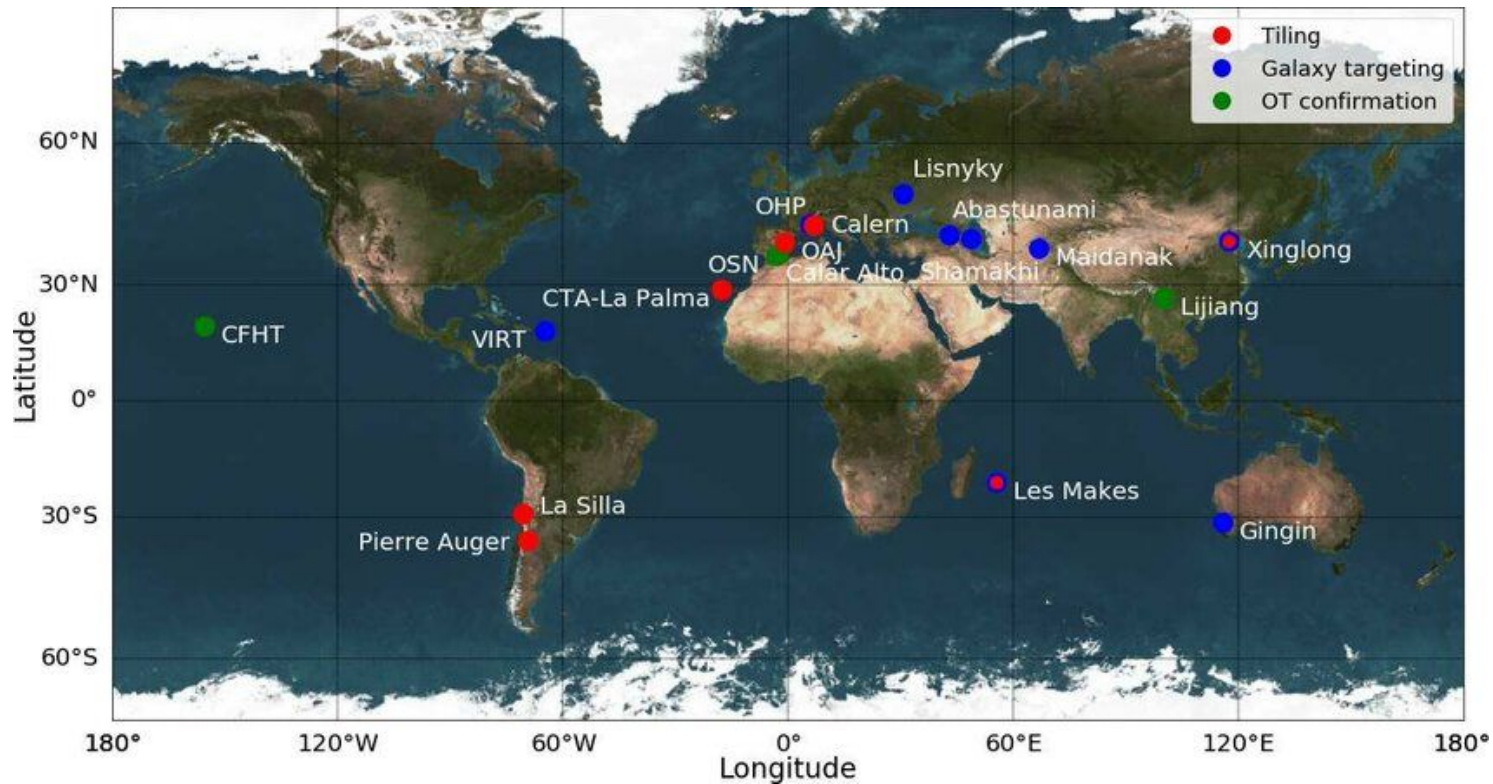 Tiling
Galaxy targeting
OT confirmation
60°N
Lisnyky
OHP
Abastunami
Calern
OAJ
Xinglong
OSN
Maidanak
Calar Alto
Shamakhi
30°N
CTA-La Palma
Lijiang
CFHT
VIRT
Latitude
0°
Les Makes
La Silla
30°S
Gingin
Pierre Auger
60°S
180°
120°W
60°W
0°
60°E
120°E
180°
Longitude